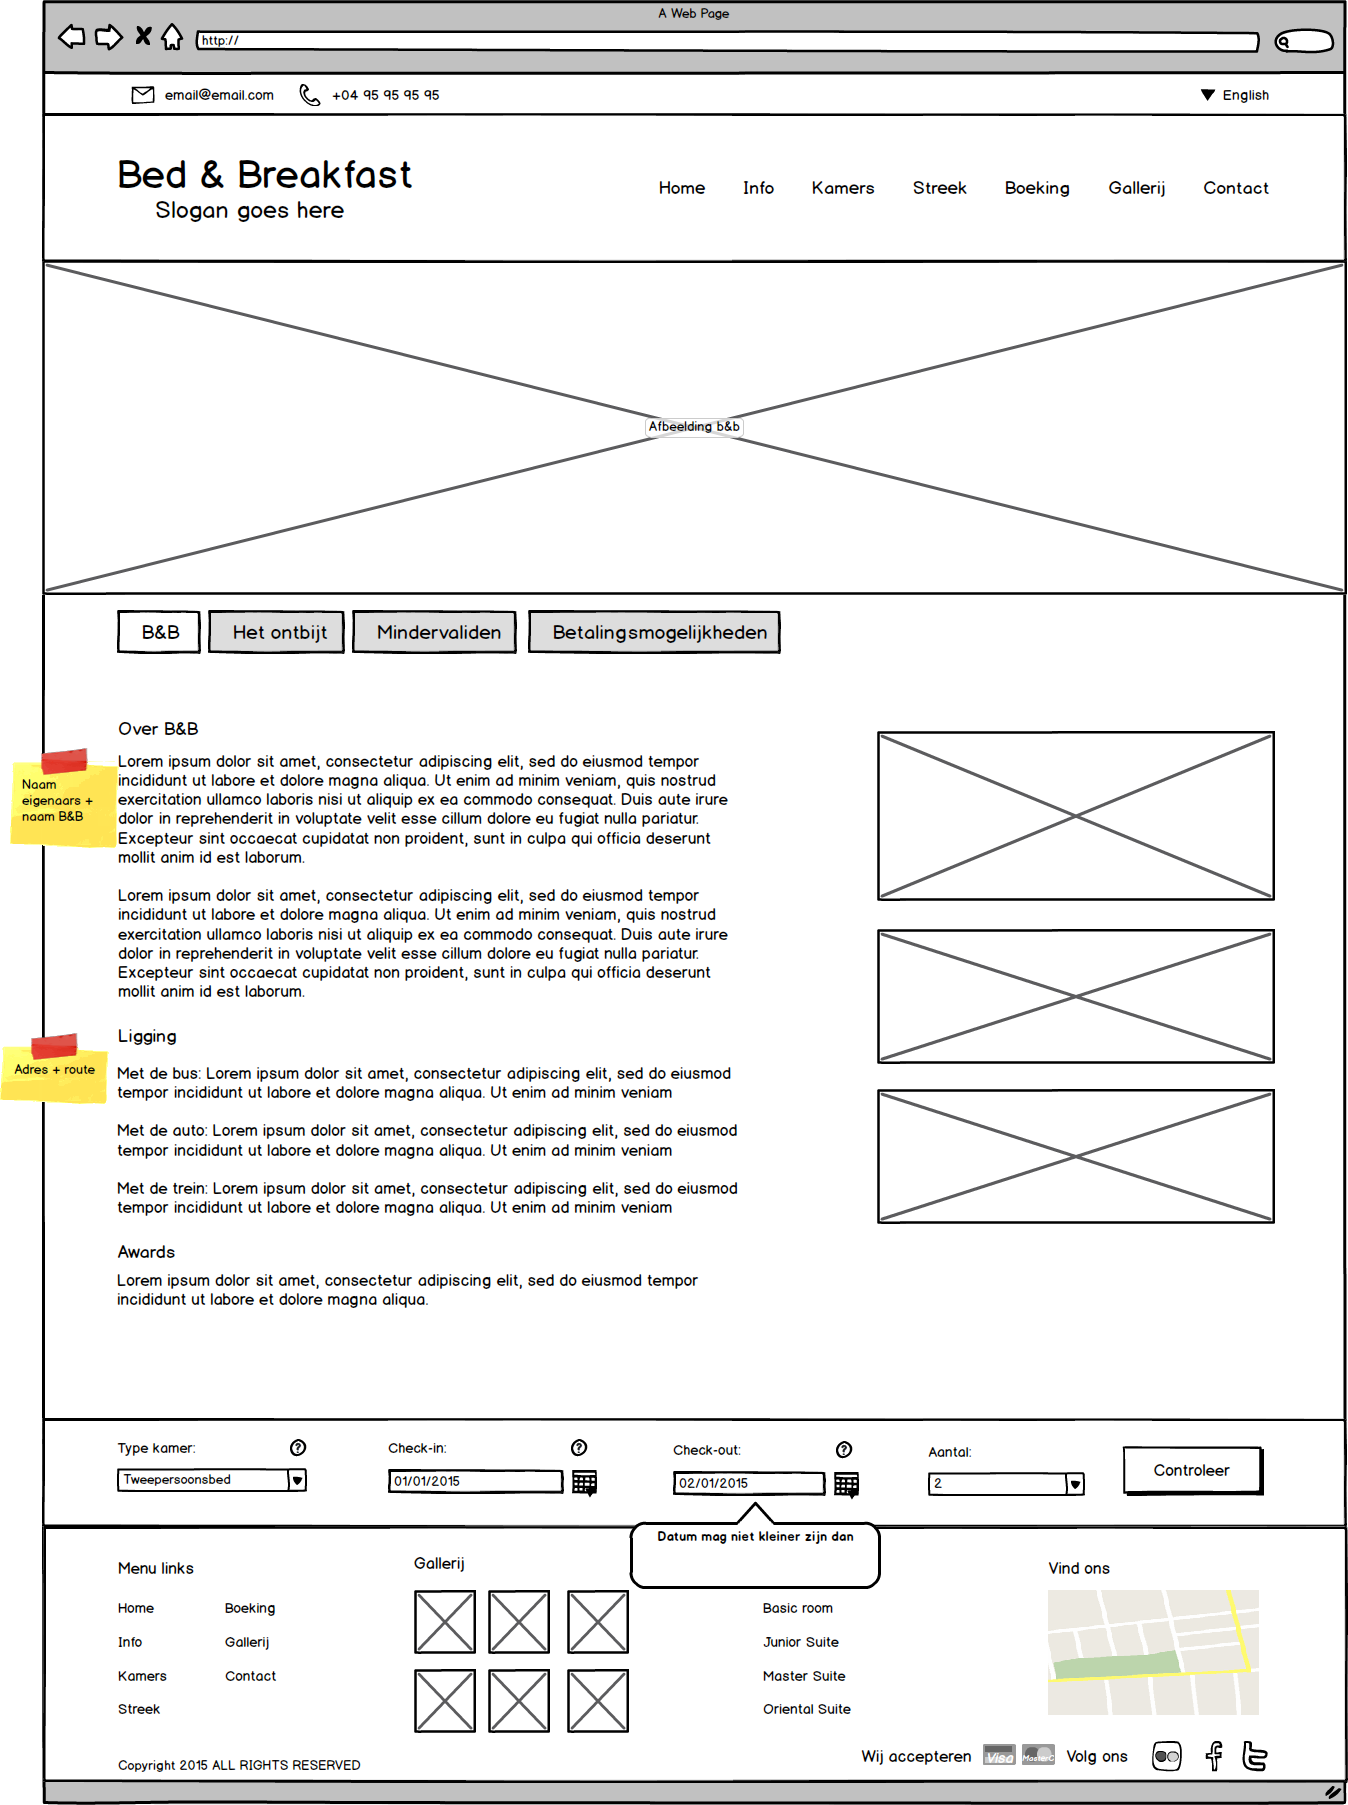 A Web Page
http://
email@email.com
+04 95 95 95 95
English
Bed & Breakfast
Slogan goes here
Home
Info
Kamers
Streek
Boeking
Gallerij
Contact
Afbeelding b&b
B&B
Het ontbijt
Mindervaliden
Betalingsmogelijkheden
Over B&B
Naam
eigenaars +
naam B&B
Lorem ipsum dolor sit amet, consectetur adipiscing elit, sed do eiusmod tempor
incididunt ut labore et dolore magna aliqua. Ut enim ad minim veniam, quis nostrud
exercitation ullamco laboris nisi ut aliquip ex ea commodo consequat. Duis aute irure
dolor in reprehenderit in voluptate velit esse cillum dolore eu fugiat nulla pariatur.
Excepteur sint occaecat cupidatat non proident, sunt in culpa qui officia deserunt
mollit anim id est laborum.
Lorem ipsum dolor sit amet, consectetur adipiscing elit, sed do eiusmod tempor
incididunt ut labore et dolore magna aliqua. Ut enim ad minim veniam, quis nostrud
exercitation ullamco laboris nisi ut aliquip ex ea commodo consequat. Duis aute irure
dolor in reprehenderit in voluptate velit esse cillum dolore eu fugiat nulla pariatur.
Excepteur sint occaecat cupidatat non proident, sunt in culpa qui officia deserunt
mollit anim id est laborum.
Ligging
Adres + route
Met de bus: Lorem ipsum dolor sit amet, consectetur adipiscing elit, sed do eiusmod
tempor incididunt ut labore et dolore magna aliqua. Ut enim ad minim veniam
Met de auto: Lorem ipsum dolor sit amet, consectetur adipiscing elit, sed do eiusmod
tempor incididunt ut labore et dolore magna aliqua. Ut enim ad minim veniam
Met de trein: Lorem ipsum dolor sit amet, consectetur adipiscing elit, sed do eiusmod
tempor incididunt ut labore et dolore magna aliqua. Ut enim ad minim veniam
Awards
Lorem ipsum dolor sit amet, consectetur adipiscing elit, sed do eiusmod tempor
incididunt ut labore et dolore magna aliqua.
Type kamer:
?
Tweepersoonsbed
Check-in:
?
01/01/2015
Check-out:
?
02/01/2015
Aantal:
2
Controleer
Datum mag niet kleiner zijn dan
Menu links
Home
Info
Kamers
Streek
Boeking
Gallerij
Contact
Gallerij
Basic room
Junior Suite
Master Suite
Oriental Suite
Vind ons
Copyright 2015 ALL RIGHTS RESERVED
Wij accepteren
Visa
MasterC
Volg ons